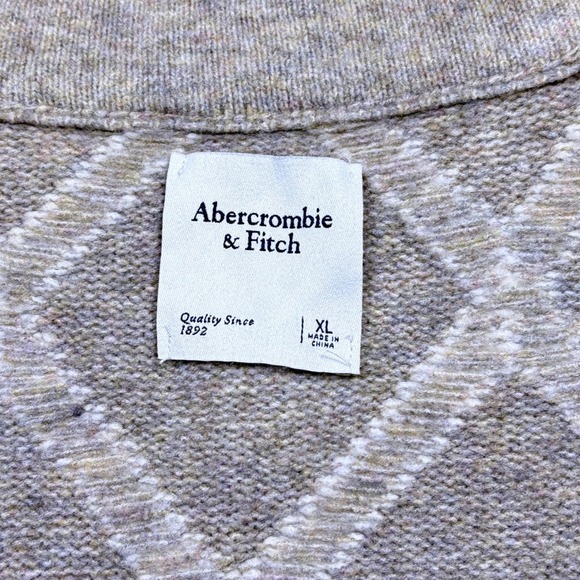 Abercrombie
& Fitch
Quality Since
1892
XL
MADE IN
CHINA